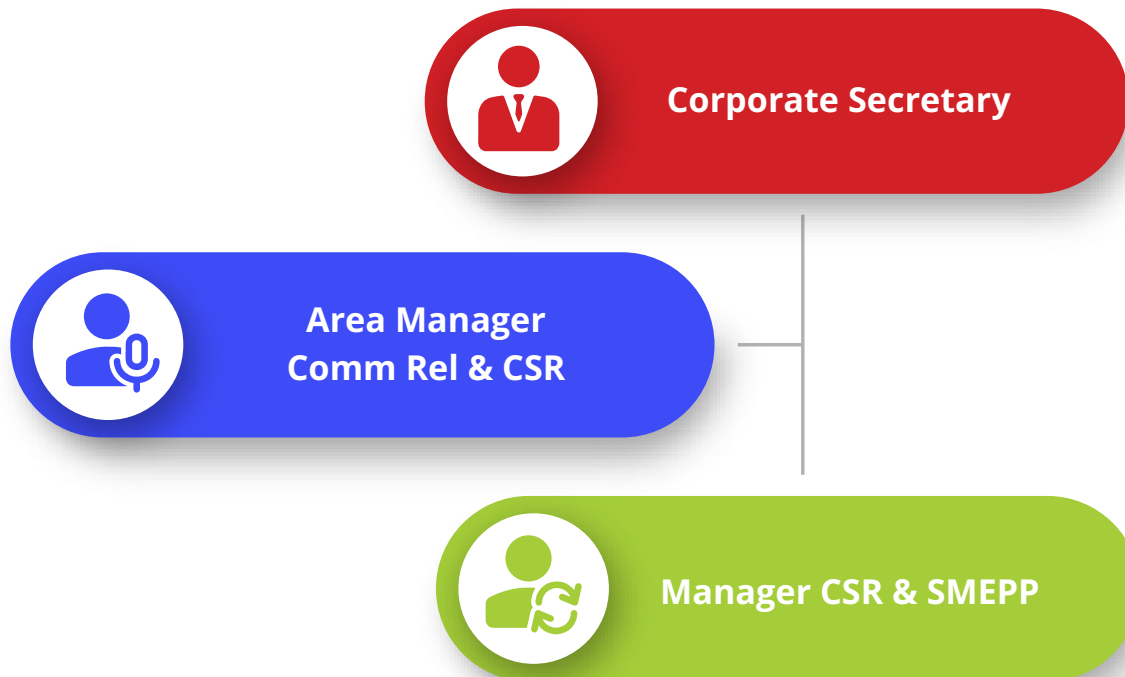 Corporate Secretary
Area Manager
Comm Rel & CSR
Manager CSR & SMEPP